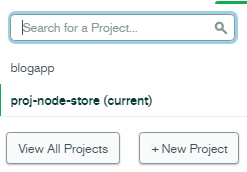 Search for a Project...
blogapp
proj-node-store (current)
View All Projects
+ New Project